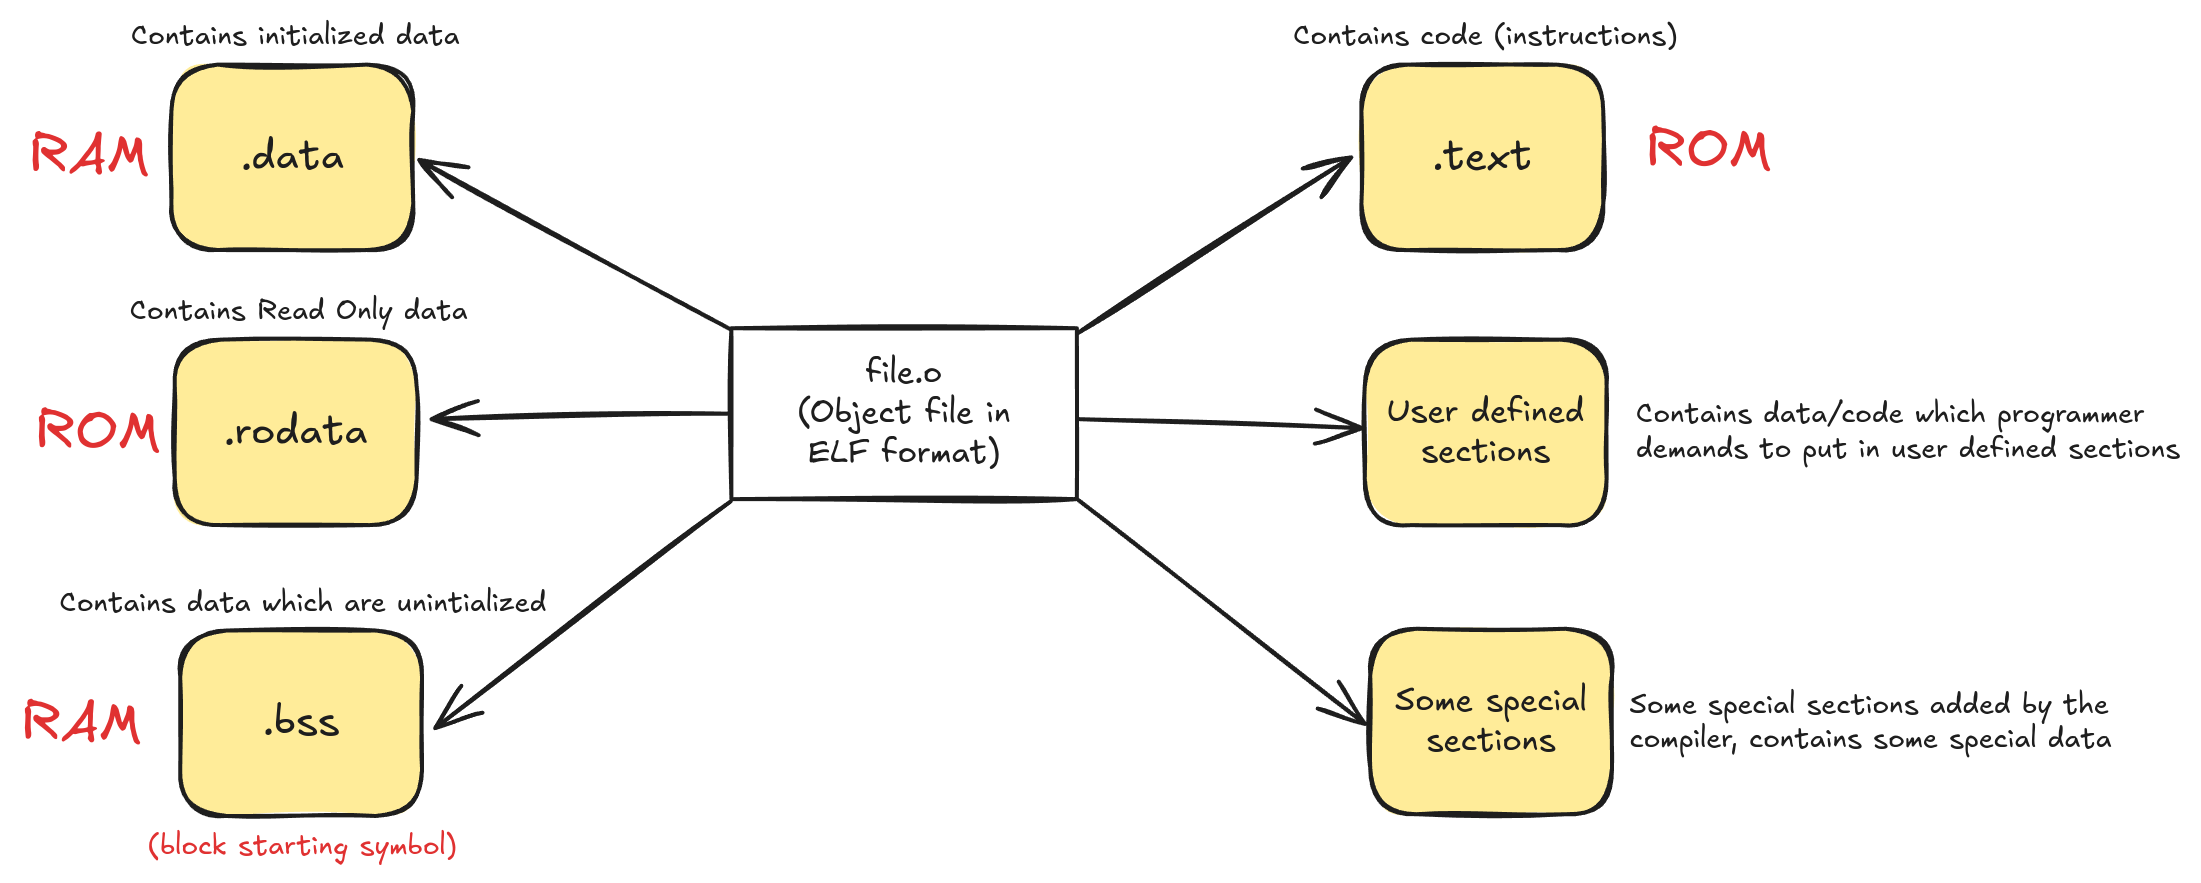 Contains initialized data
RAM
.data
Contains Read Only data
ROM
.rodata
Contains data which are unintialized
RAM
.bss
(block starting symbol)
file.o
(Object file in
ELF format)
Contains code (instructions)
.text
ROM
User defined
sections
Contains data/code which programmer
demands to put in user defined sections
Some special
sections
Some special sections added by the
compiler, contains some special data